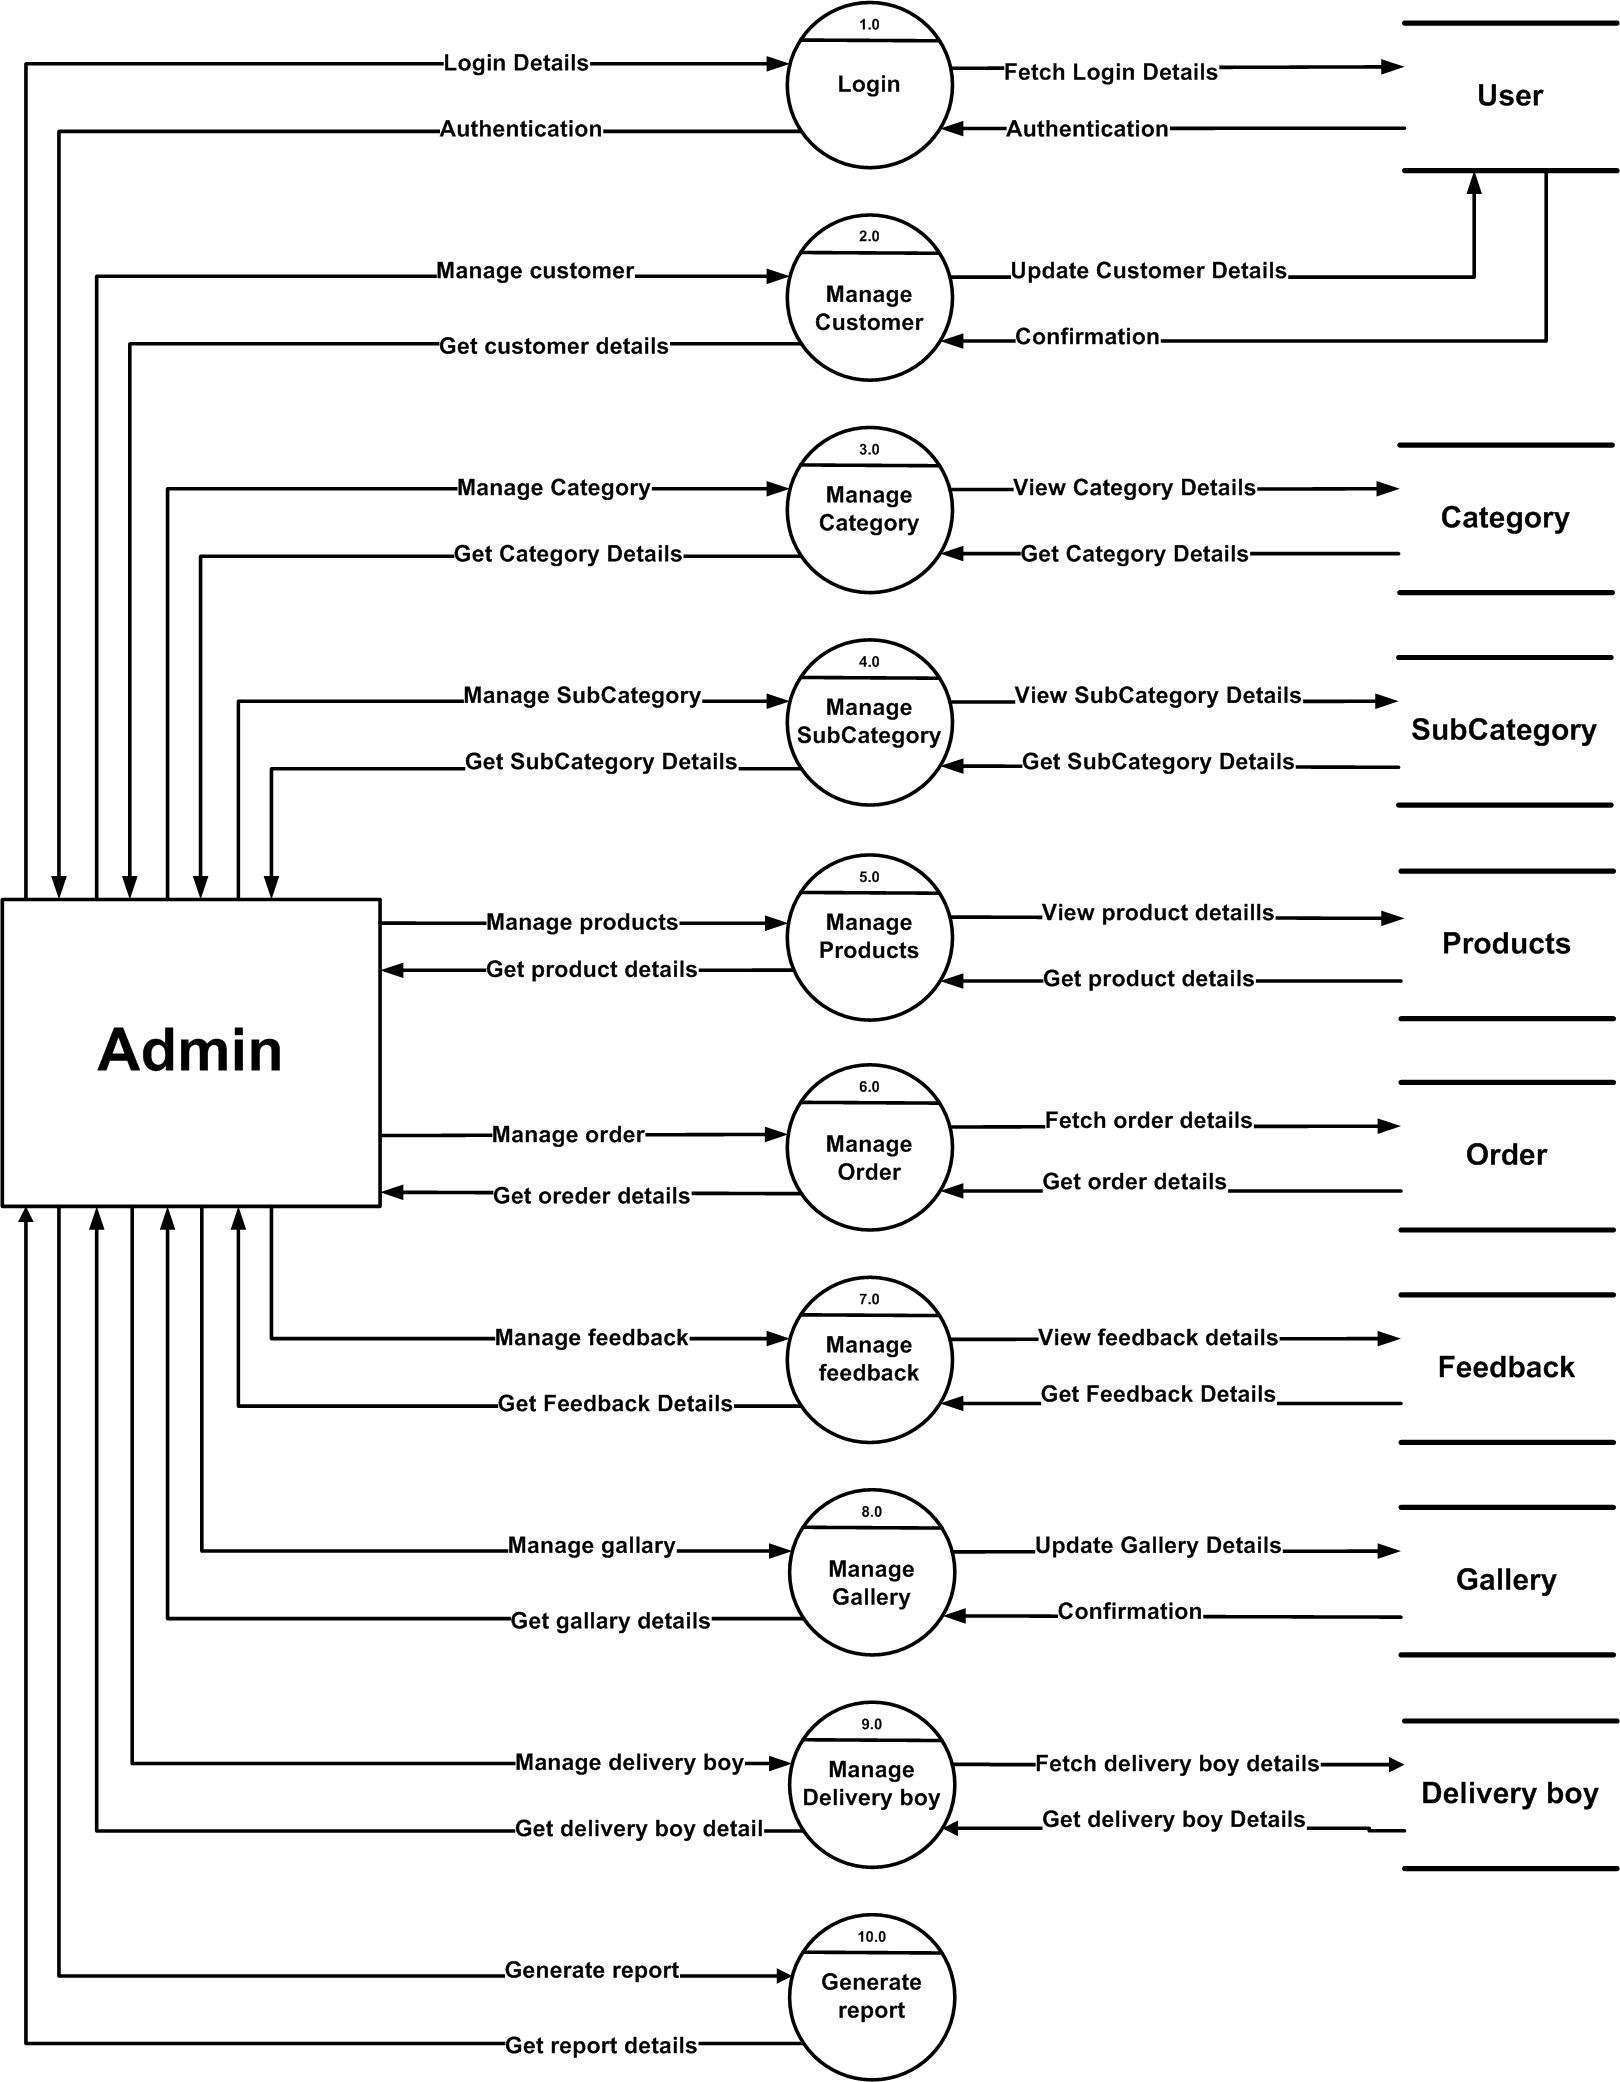 1.0
Login Details
Login
Fetch Login Details
User
Authentication
Authentication
2.0
Manage customer
Manage
Customer
Update Customer Details
Get customer details
Confirmation
3.0
Manage Category
Manage
Category
View Category Details
Category
Get Category Details
Get Category Details
4.0
Manage SubCategory
Manage
SubCategory
View SubCategory Details
SubCategory
Get SubCategory Details
Get SubCategory Details
5.0
Manage products
Manage
Products
View product detaills
Products
Get product details
Get product details
Admin
6.0
Manage order
Manage
Order
Fetch order details
Order
Get oreder details
Get order details
7.0
Manage feedback
Manage
feedback
View feedback details
Feedback
Get Feedback Details
Get Feedback Details
8.0
Manage gallary
Manage
Gallery
Update Gallery Details
Gallery
Get gallary details
Confirmation
9.0
Manage delivery boy
Manage
Delivery boy
Fetch delivery boy details
Delivery boy
Get delivery boy detail
Get delivery boy Details
10.0
Generate report
Generate
report
Get report details